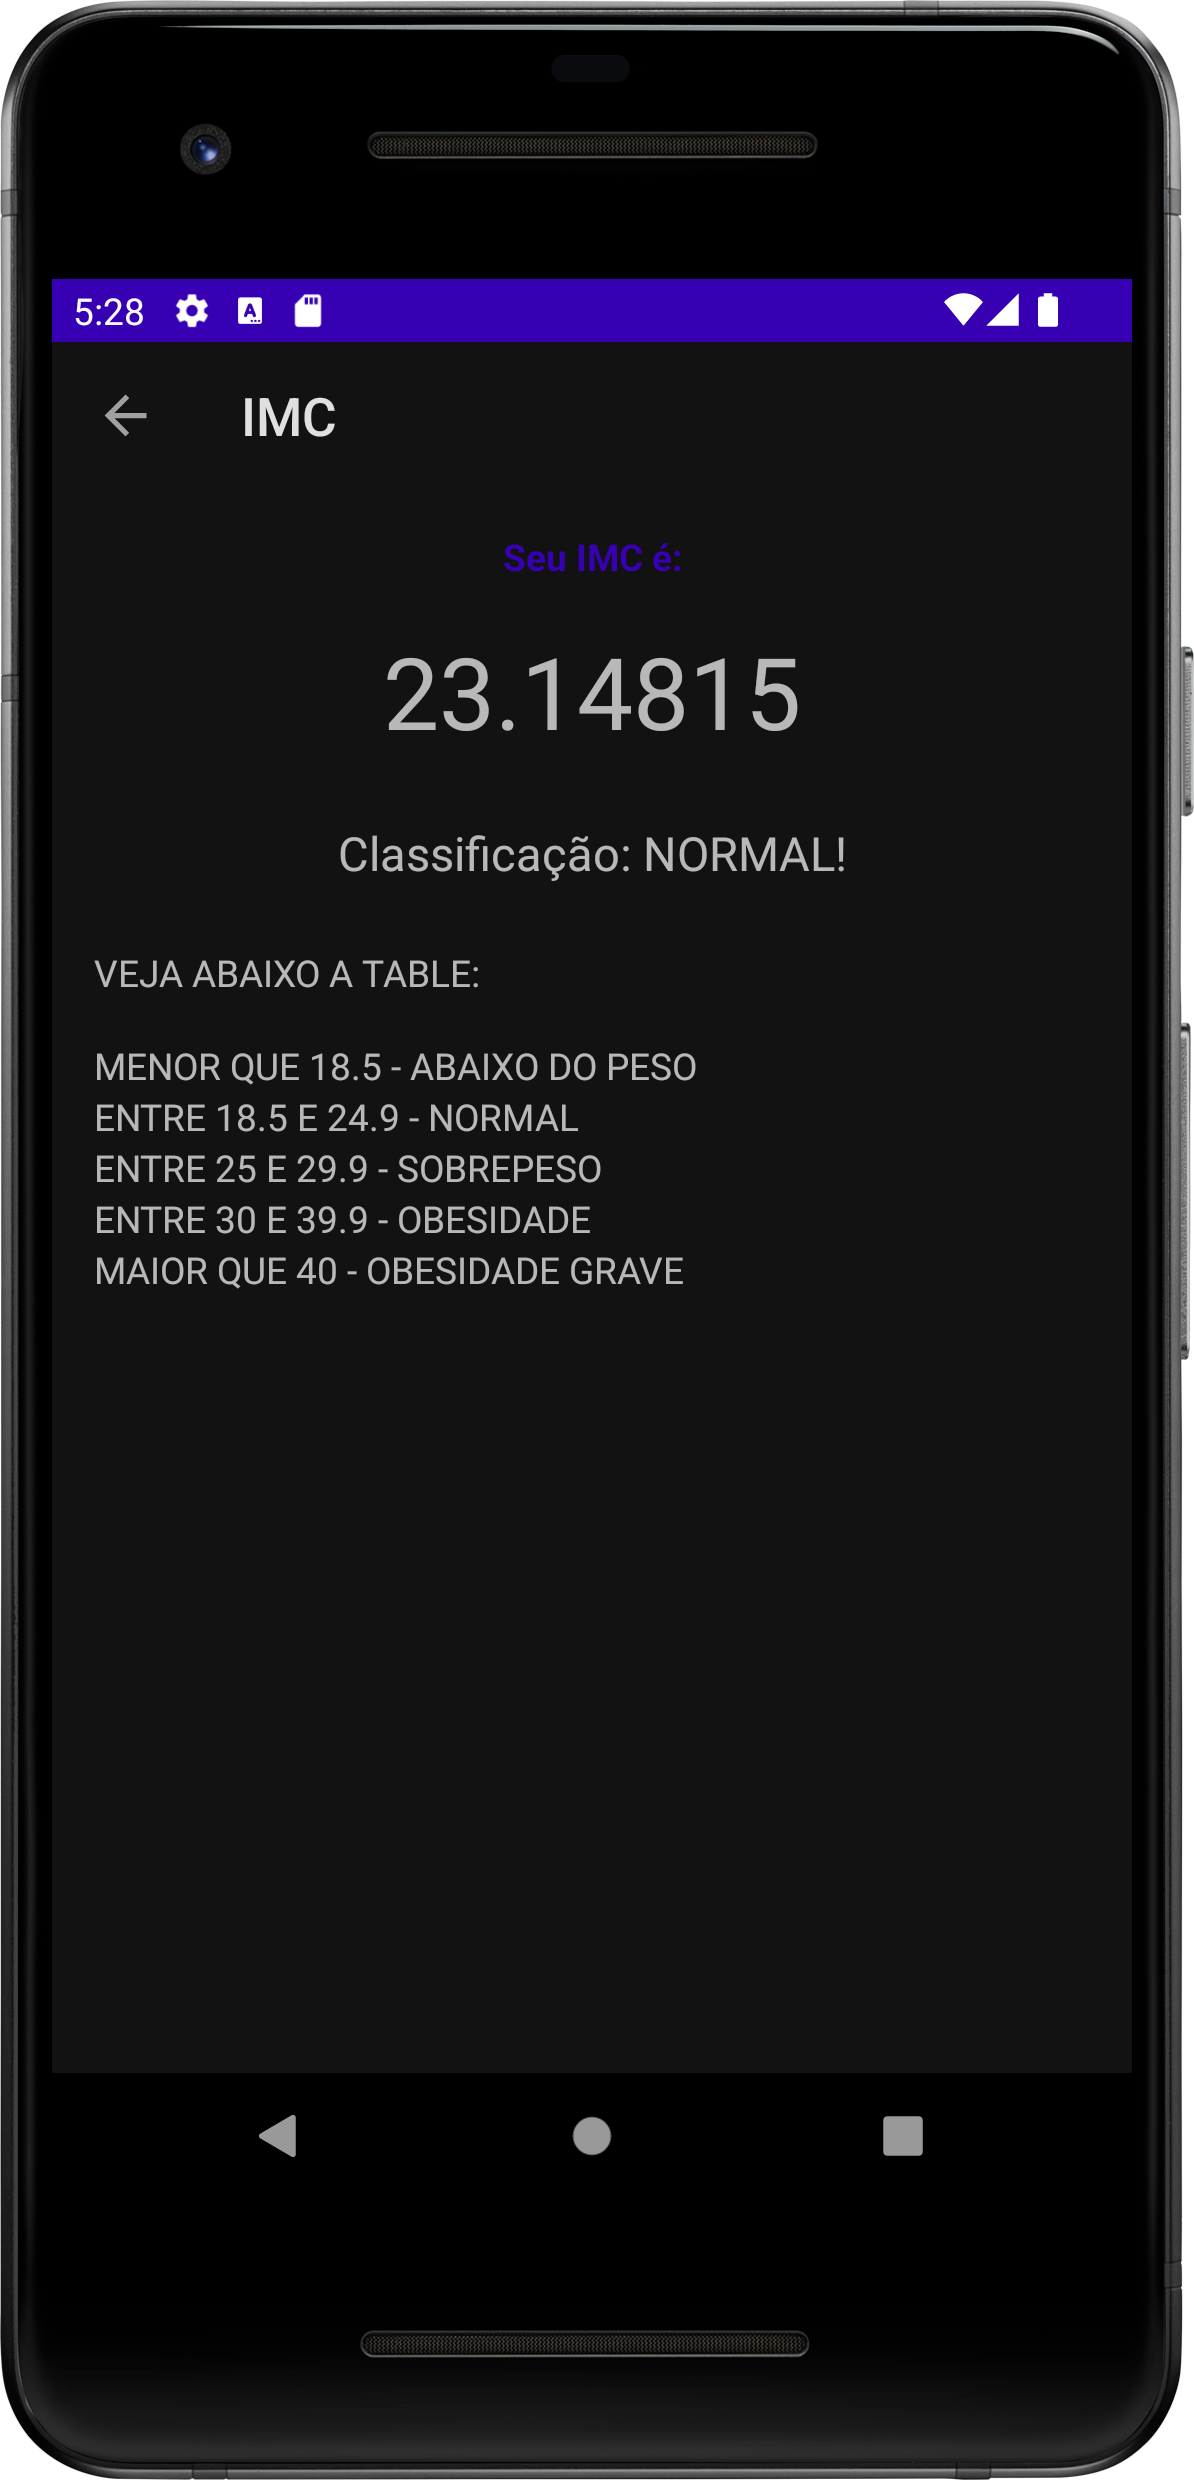 5:28
IMC
Seu IMC é:
23.14815
Classificação: NORMAL!
VEJA ABAIXO A TABLE:
MENOR QUE 18.5 - ABAIXO DO PESO
ENTRE 18.5 E 24.9 - NORMAL
ENTRE 25 E 29.9 - SOBREPESO
ENTRE 30 E 39.9 - OBESIDADE
MAIOR QUE 40 - OBESIDADE GRAVE